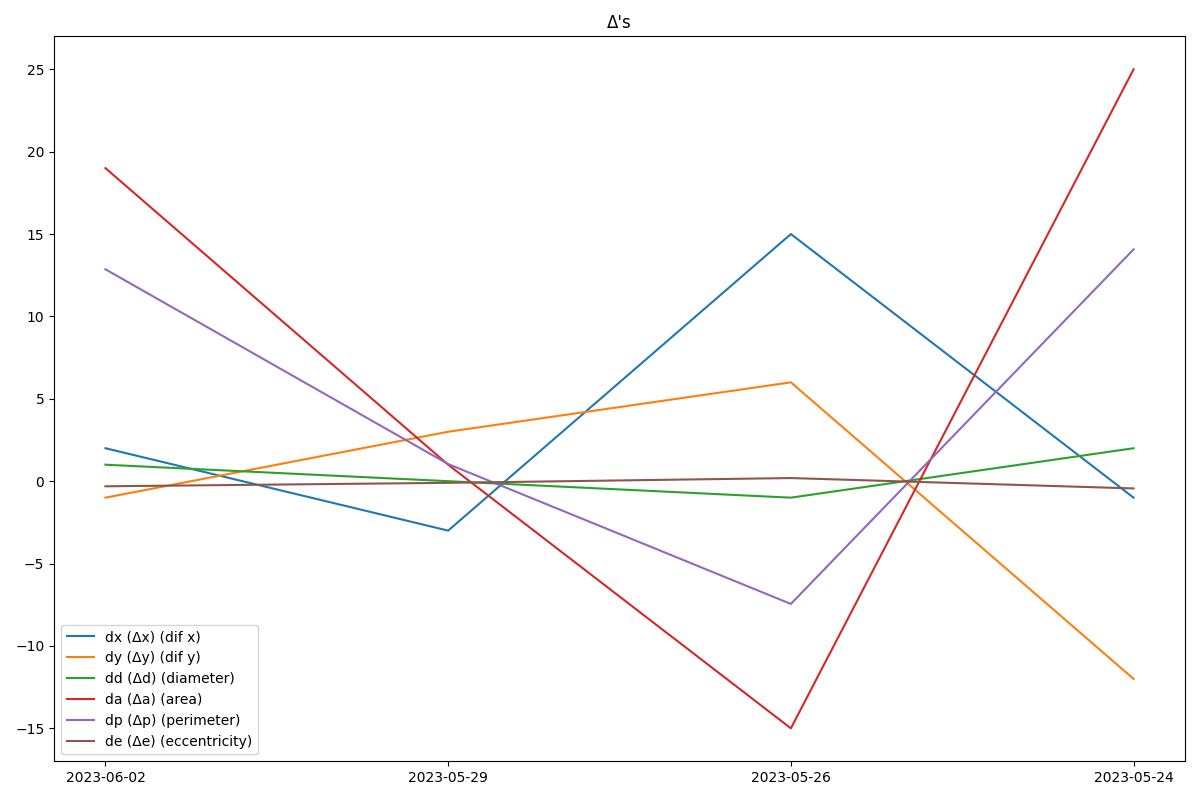 Δ's
25
20
15
10
5
0
−5
−10
−15
dx (Δx) (dif x)
dy (Δy) (dif y)
dd (Δd) (diameter)
da (Δa) (area)
dp (Δp) (perimeter)
de (Δe) (eccentricity)
2023-06-02 2023-05-29 2023-05-26 2023-05-24